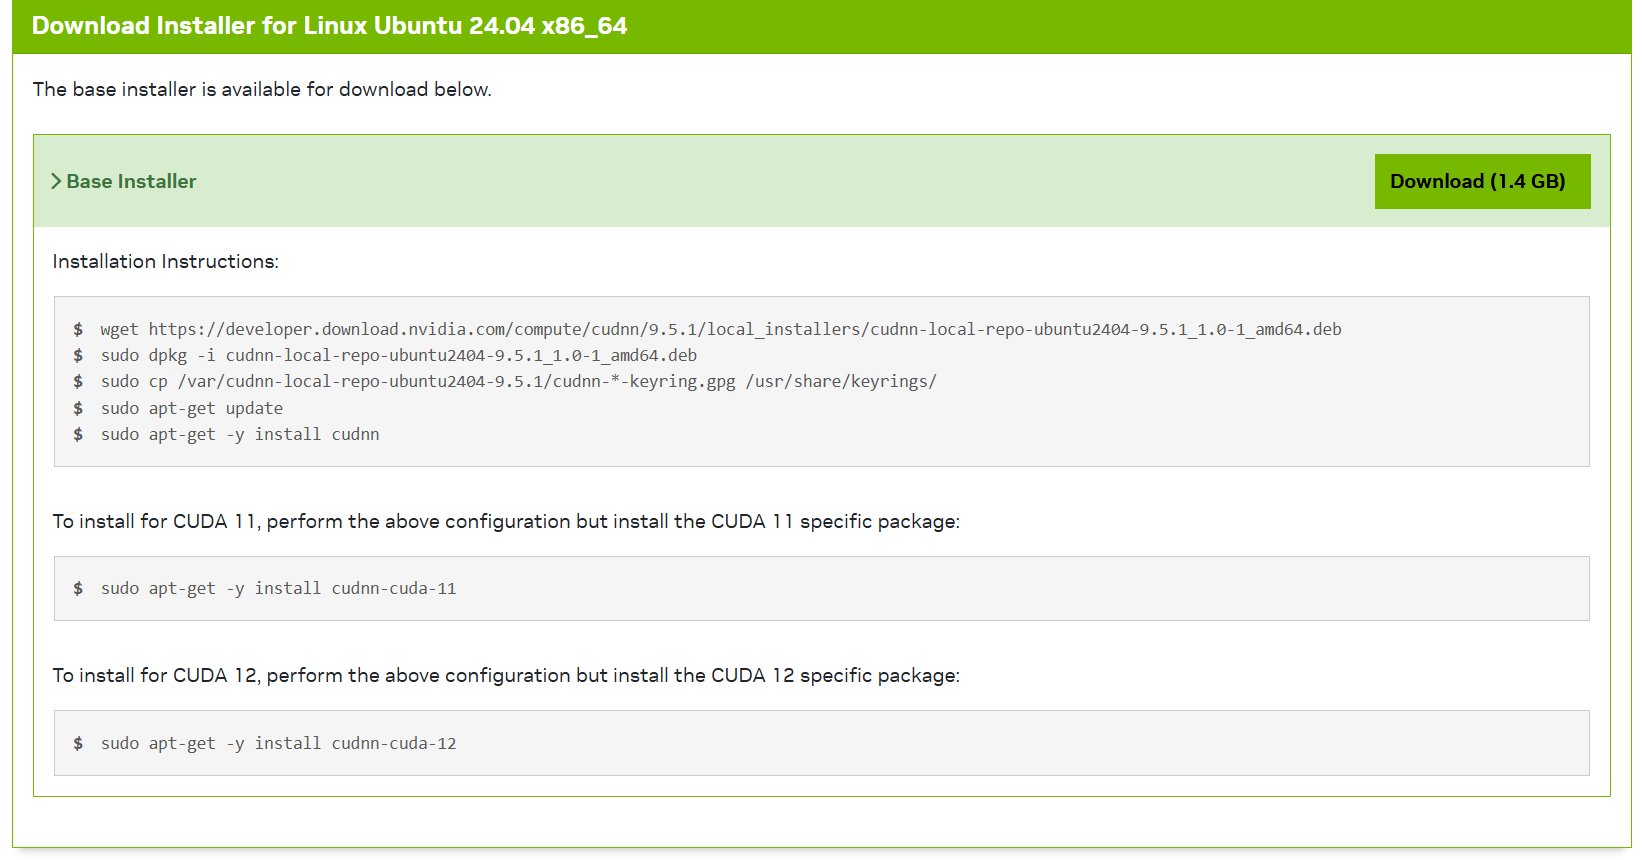 Download Installer for Linux Ubuntu 24.04 x86_64
The base installer is available for download below.
Base Installer
Download (1.4 GB)
Installation Instructions:
$ wget https://developer.download.nvidia.com/compute/cudnn/9.5.1/local_installers/cudnn-local-repo-ubuntu2404-9.5.1_1.0-1_amd64.deb
$ sudo dpkg -i cudnn-local-repo-ubuntu2404-9.5.1_1.0-1_amd64.deb
$ sudo cp /var/cudnn-local-repo-ubuntu2404-9.5.1/cudnn-*-keyring.gpg /usr/share/keyrings/
$ sudo apt-get update
$ sudo apt-get -y install cudnn
To install for CUDA 11, perform the above configuration but install the CUDA 11 specific package:
$ sudo apt-get -y install cudnn-cuda-11
To install for CUDA 12, perform the above configuration but install the CUDA 12 specific package:
$ sudo apt-get -y install cudnn-cuda-12